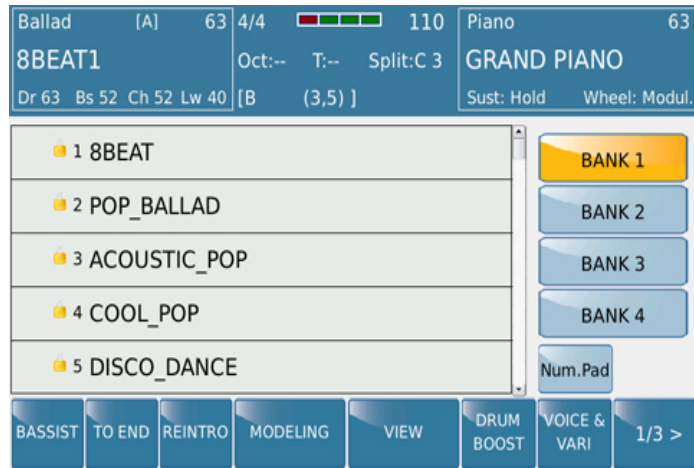 Ballad [A] 63
8BEAT1
Dr 63 Bs 52 Ch 52 Lw 40
4/4 110
Oct:-- T:-- Split:C 3
[B (3,5) ]
Piano 63
GRAND PIANO
Sust: Hold Wheel: Modul.
1 8BEAT
2 POP_BALLAD
3 ACOUSTIC_POP
4 COOL_POP
5 DISCO_DANCE
BANK 1
BANK 2
BANK 3
BANK 4
Num.Pad
BASSIST
TO END
REINTRO
MODELING
VIEW
DRUM
BOOST
VOICE &
VARI
1/3 >